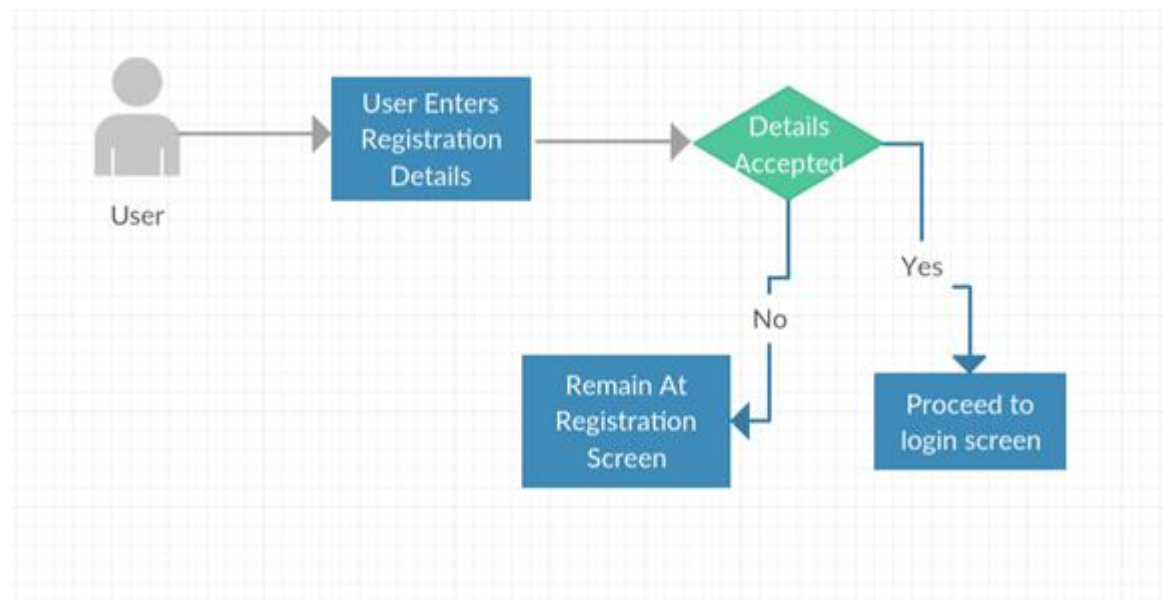 User
User Enters
Registration
Details
Details
Accepted
Yes
No
Remain At
Registration
Screen
Proceed to
login screen